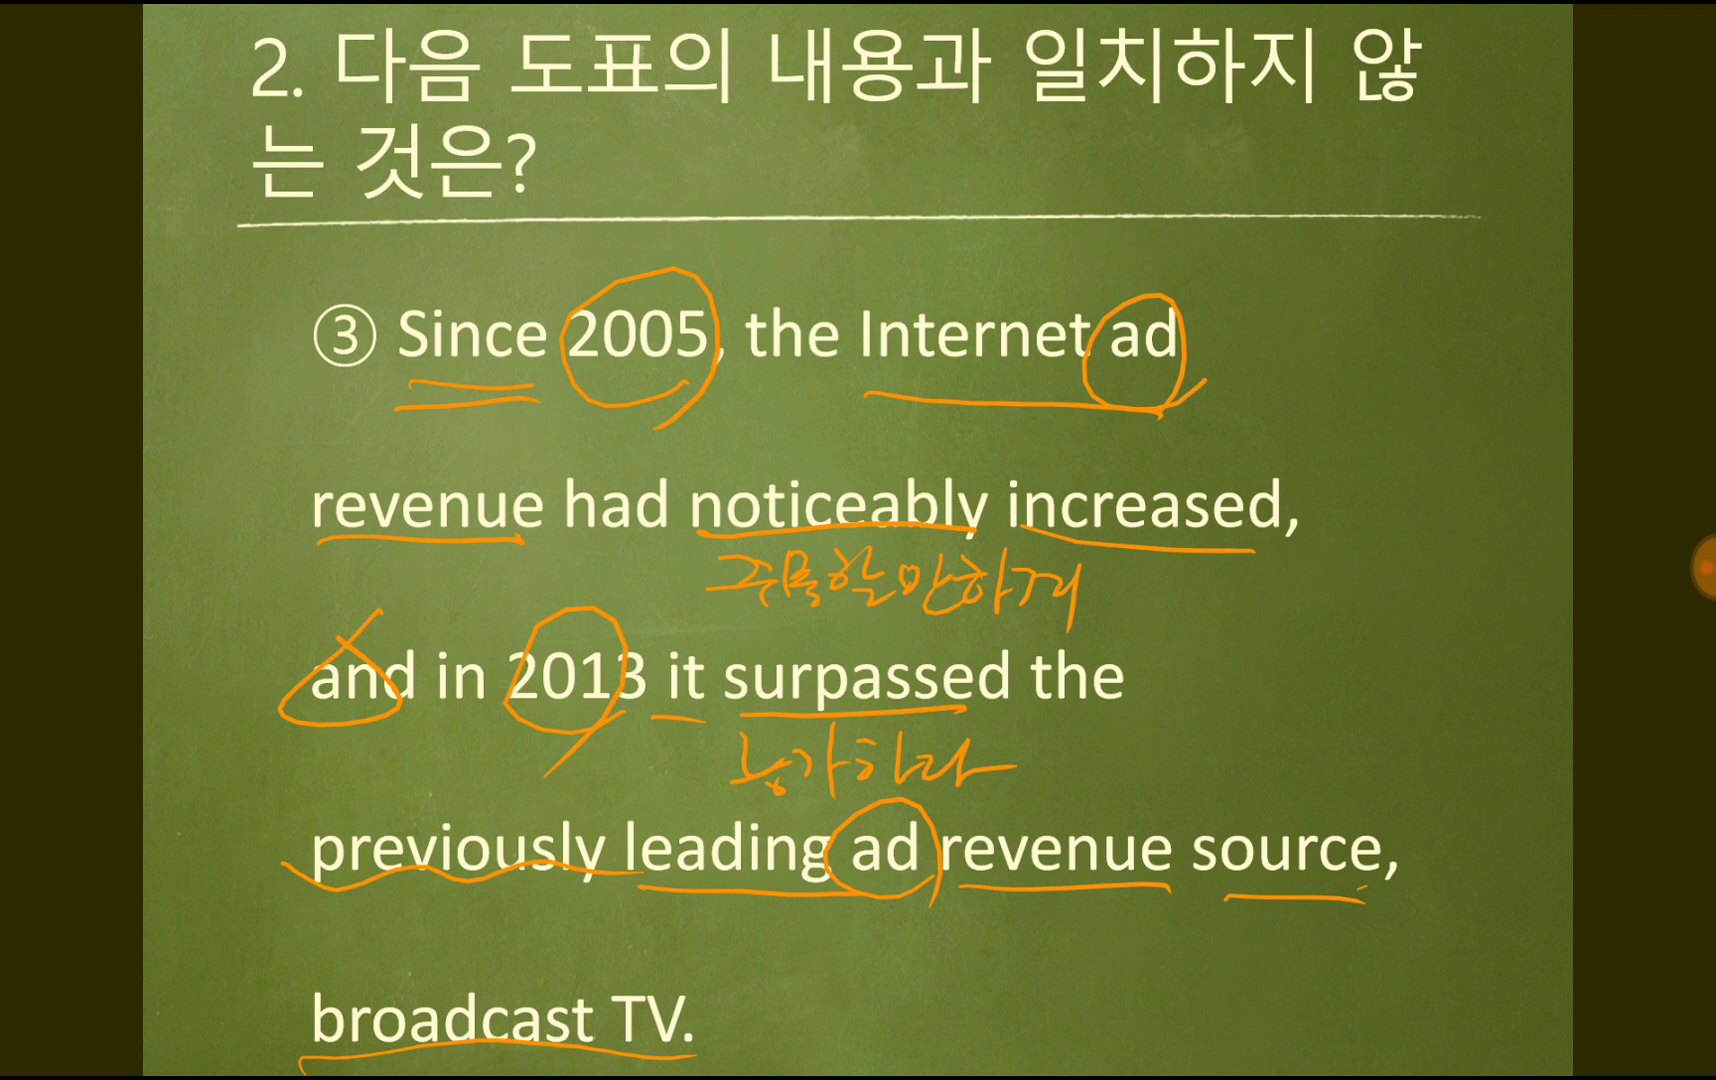 2. 다음 도표의 내용과 일치하지 않
는 것은?
③ Since 2005, the Internet ad
revenue had noticeably increased,
주목할만하게
and in 2013 it surpassed the
능가하다
previously leading ad revenue source,
broadcast TV.